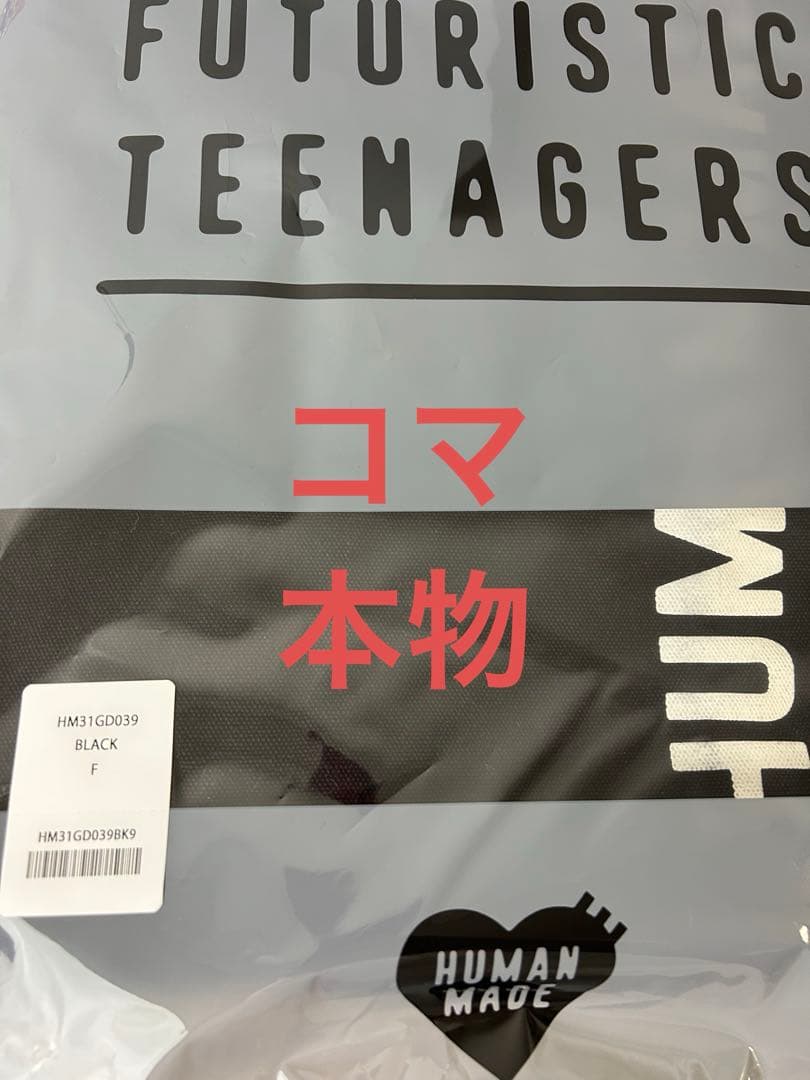 FUTURISTIC
TEENAGERS
コマ
本物
HUM
HM31GD039
BLACK
F
HM31GD039BK9
HUMAN
MADE